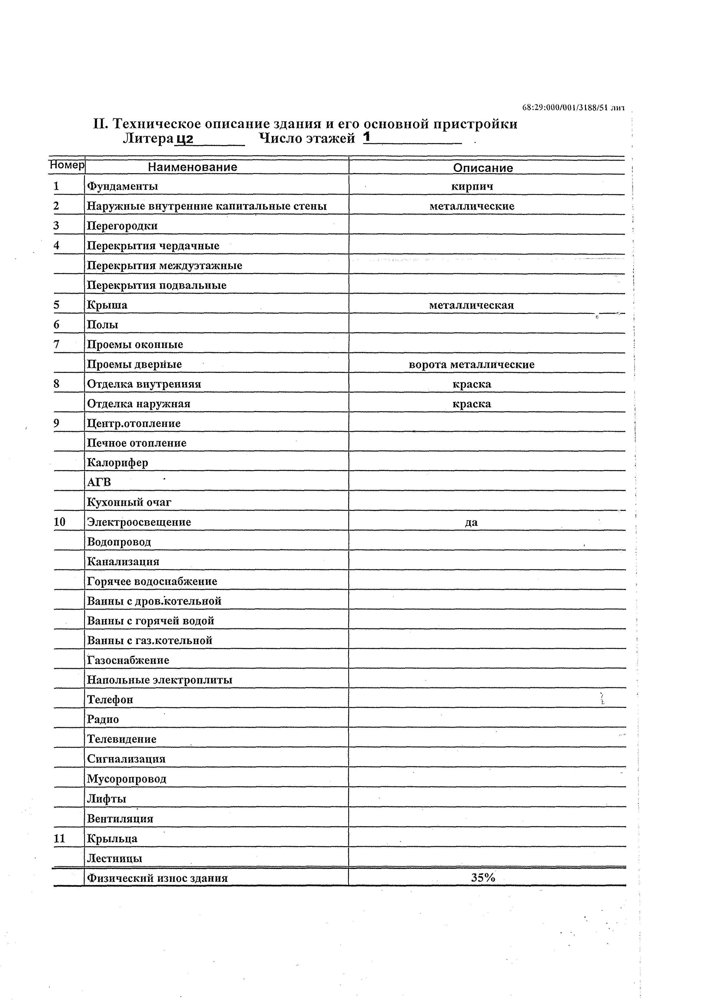 68:29:000/001/3188/51 лит
II. Техническое описание здания и его основной пристройки
Литера Ц2 Число этажей 1
Номер Наименование Описание
1 Фундаменты кирпич
2 Наружные внутренние капитальные стены металлические
3 Перегородки
4 Перекрытия чердачные
Перекрытия междуэтажные
Перекрытия подвальные
5 Крыша металлическая
6 Полы
7 Проемы оконные
Проемы дверные ворота металлические
8 Отделка внутренняя краска
Отделка наружная краска
9 Центр.отопление
Печное отопление
Калорифер
АГВ
Кухонный очаг
10 Электроосвещение да
Водопровод
Канализация
Горячее водоснабжение
Ванны с дров.котельной
Ванны с горячей водой
Ванны с газ.котельной
Газоснабжение
Напольные электроплиты
Телефон
Радио
Телевидение
Сигнализация
Мусоропровод
Лифты
Вентиляция
11 Крыльца
Лестницы
Физический износ здания 35%